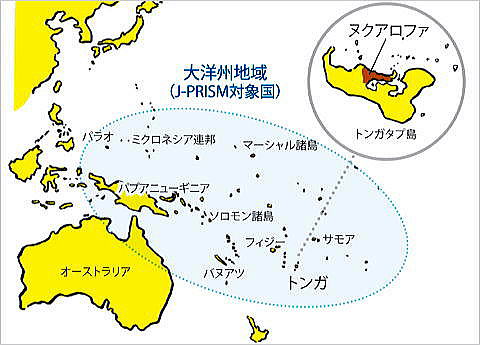 ヌクアロファ
トンガタプ島
大洋州地域
（J-PRISM対象国）
パラオ
ミクロネシア連邦
マーシャル諸島
パプアニューギニア
ソロモン諸島
フィジー
サモア
バヌアツ
トンガ
オーストラリア